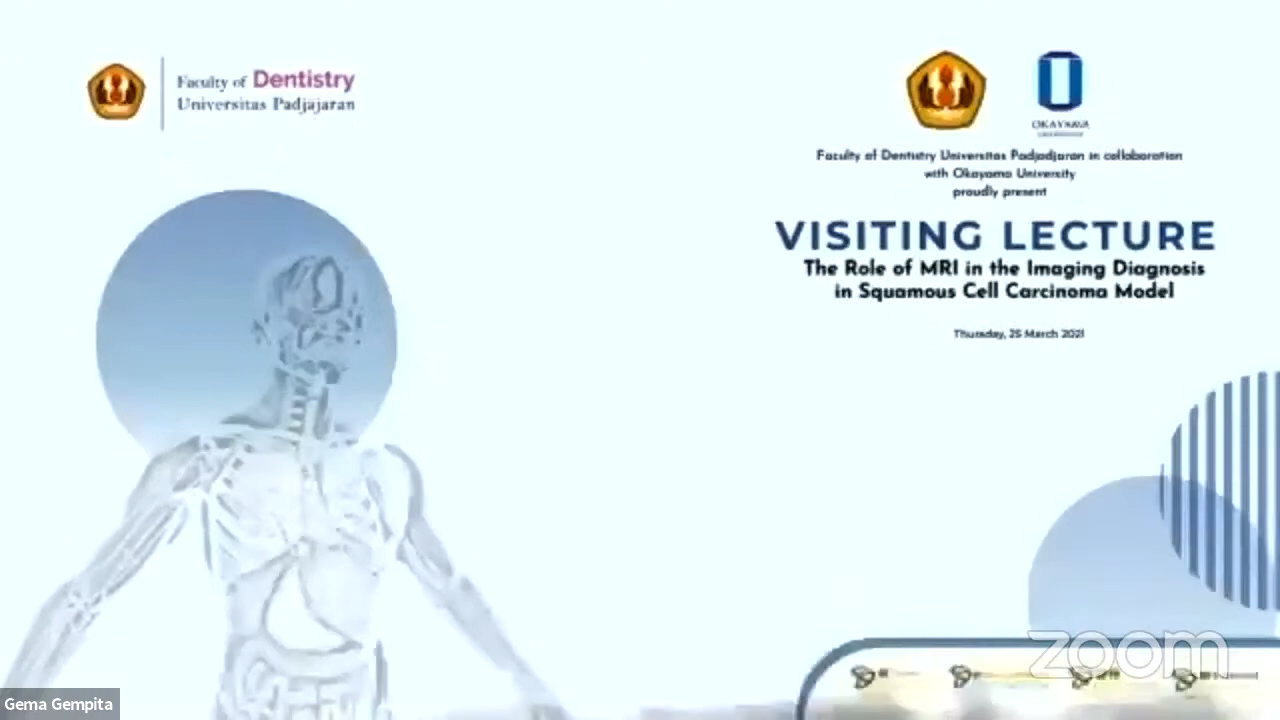 Faculty of Dentistry
Universitas Padjajaran
OKAYAMA
Faculty of Dentistry Universitas Padjadjaran in collaboration
with Okayama University
proudly present
VISITING LECTURE
The Role of MRI in the Imaging Diagnosis
in Squamous Cell Carcinoma Model
Thursday, 25 March 2021
zoom
Gema Gempita